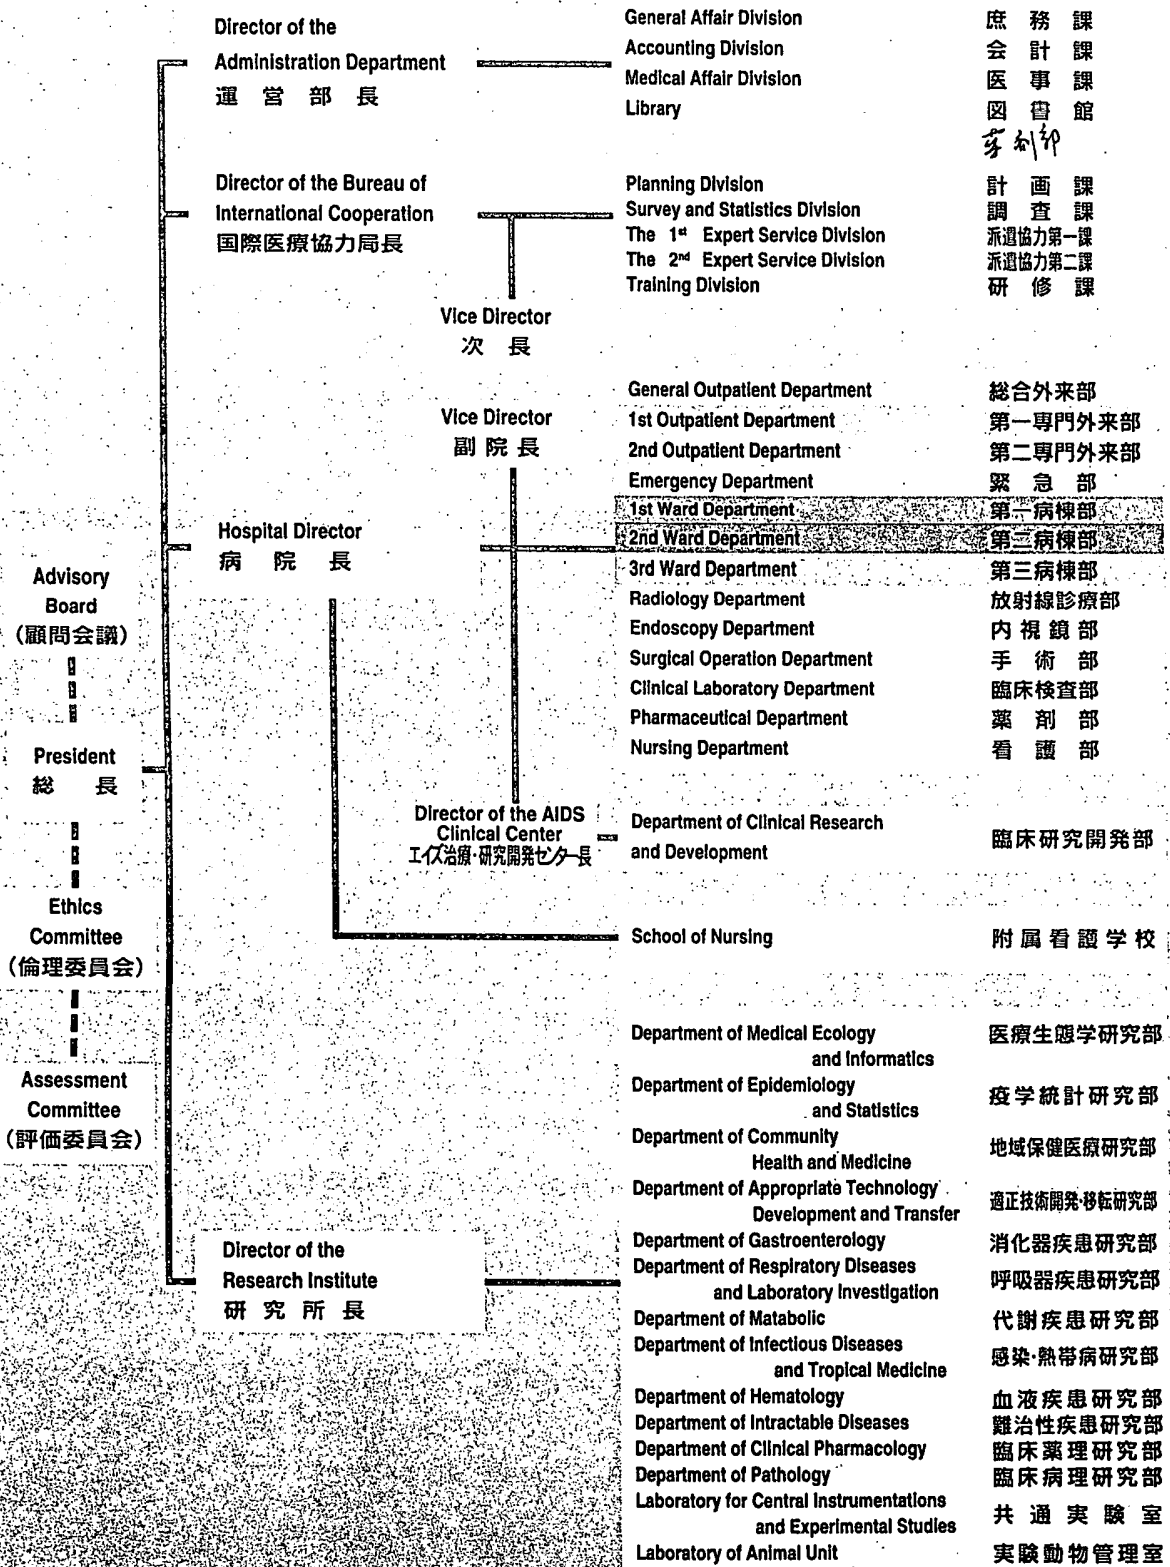 Director of the
Administration Department
運営部長
General Affair Division 庶務課
Accounting Division 会計課
Medical Affair Division 医事課
Library 図書館
薬剤部
Director of the Bureau of
International Cooperation
国際医療協力局長
Planning Division 計画課
Survey and Statistics Division 調査課
The 1st Expert Service Division 派遣協力第一課
The 2nd Expert Service Division 派遣協力第二課
Training Division 研修課
Vice Director
次長
Vice Director
副院長
Hospital Director
病院長
General Outpatient Department 総合外来部
1st Outpatient Department 第一専門外来部
2nd Outpatient Department 第二専門外来部
Emergency Department 緊急部
1st Ward Department 第一病棟部
2nd Ward Department 第二病棟部
3rd Ward Department 第三病棟部
Radiology Department 放射線診療部
Endoscopy Department 内視鏡部
Surgical Operation Department 手術部
Clinical Laboratory Department 臨床検査部
Pharmaceutical Department 薬剤部
Nursing Department 看護部
Advisory
Board
(顧問会議)
President
総長
Ethics
Committee
(倫理委員会)
Assessment
Committee
(評価委員会)
Director of the AIDS
Clinical Center
エイズ治療・研究開発センター長
Department of Clinical Research
and Development
臨床研究開発部
School of Nursing 附属看護学校
Director of the
Research Institute
研究所長
Department of Medical Ecology
and Informatics
医療生態学研究部
Department of Epidemiology
and Statistics
疫学統計研究部
Department of Community
Health and Medicine
地域保健医療研究部
Department of Appropriate Technology
Development and Transfer
適正技術開発・移転研究部
Department of Gastroenterology 消化器疾患研究部
Department of Respiratory Diseases
and Laboratory Investigation
呼吸器疾患研究部
Department of Matabolic 代謝疾患研究部
Department of Infectious Diseases
and Tropical Medicine
感染・熱帯病研究部
Department of Hematology 血液疾患研究部
Department of Intractable Diseases 難治性疾患研究部
Department of Clinical Pharmacology 臨床薬理研究部
Department of Pathology 臨床病理研究部
Laboratory for Central Instrumentations
and Experimental Studies
共通実験室
Laboratory of Animal Unit 実験動物管理室